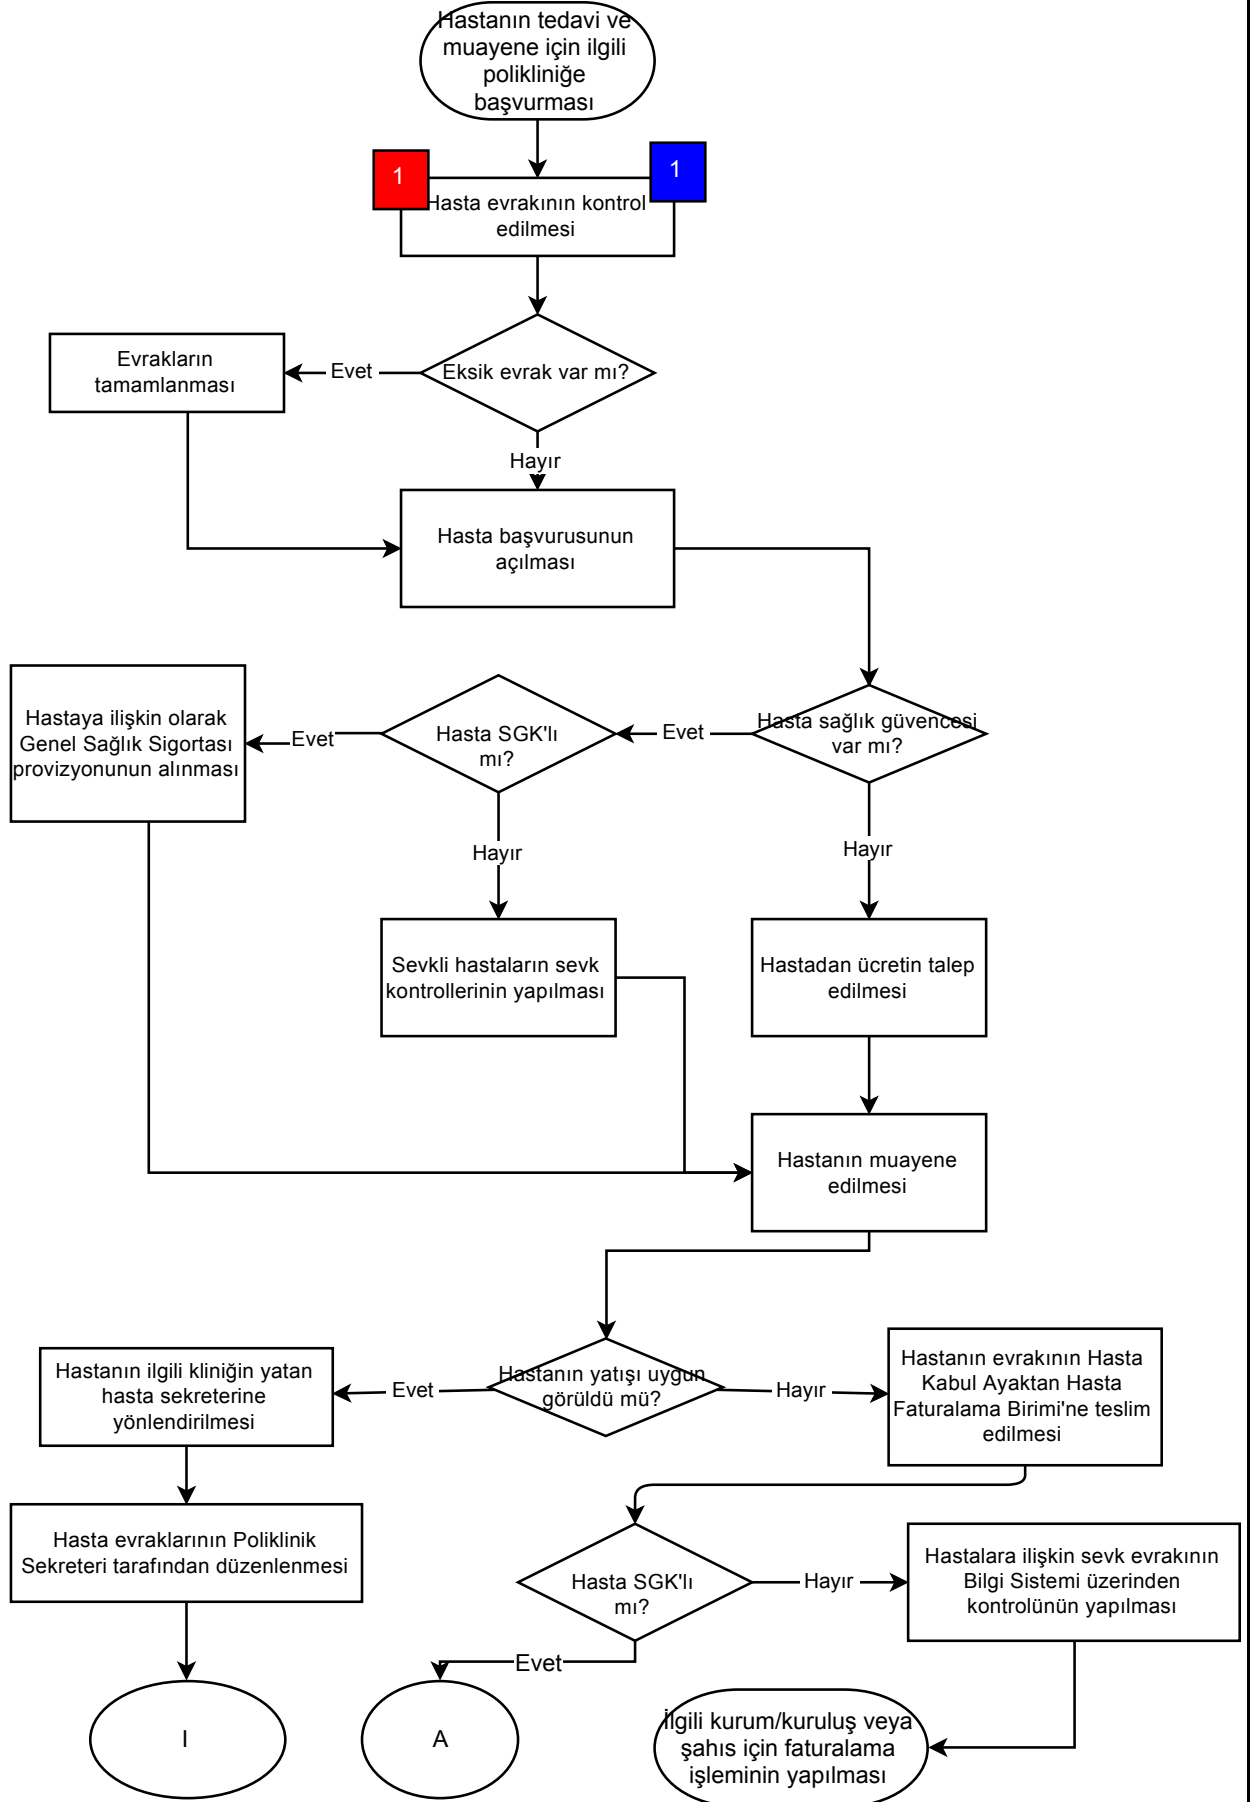 Hastanın tedavi ve
muayene için ilgili
polikliniğe
başvurması
1
1
Hasta evrakının kontrol
edilmesi
Evrakların
tamamlanması
Evet
Eksik evrak var mı?
Hayır
Hasta başvurusunun
açılması
Hastaya ilişkin olarak
Genel Sağlık Sigortası
provizyonunun alınması
Evet
Hasta SGK'lı
mı?
Evet
Hasta sağlık güvencesi
var mı?
Hayır
Hayır
Sevkli hastaların sevk
kontrollerinin yapılması
Hastadan ücretin talep
edilmesi
Hastanın muayene
edilmesi
Hastanın ilgili kliniğin yatan
hasta sekreterine
yönlendirilmesi
Evet
Hastanın yatışı uygun
görüldü mü?
Hayır
Hastanın evrakının Hasta
Kabul Ayaktan Hasta
Faturalama Birimi'ne teslim
edilmesi
Hasta evraklarının Poliklinik
Sekreteri tarafından düzenlenmesi
Hasta SGK'lı
mı?
Hayır
Hastalara ilişkin sevk evrakının
Bilgi Sistemi üzerinden
kontrolünün yapılması
Evet
I
A
İlgili kurum/kuruluş veya
şahıs için faturalama
işleminin yapılması